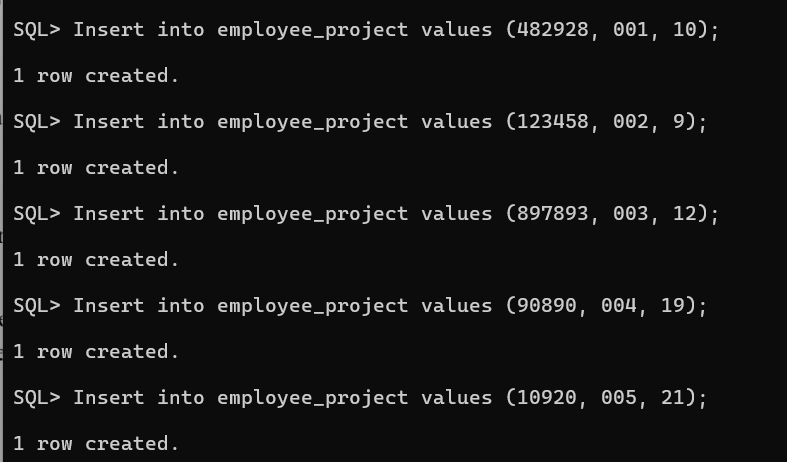 SQL> Insert into employee_project values (482928, 001, 10);
1 row created.
SQL> Insert into employee_project values (123458, 002, 9);
1 row created.
SQL> Insert into employee_project values (897893, 003, 12);
1 row created.
SQL> Insert into employee_project values (90890, 004, 19);
1 row created.
SQL> Insert into employee_project values (10920, 005, 21);
1 row created.